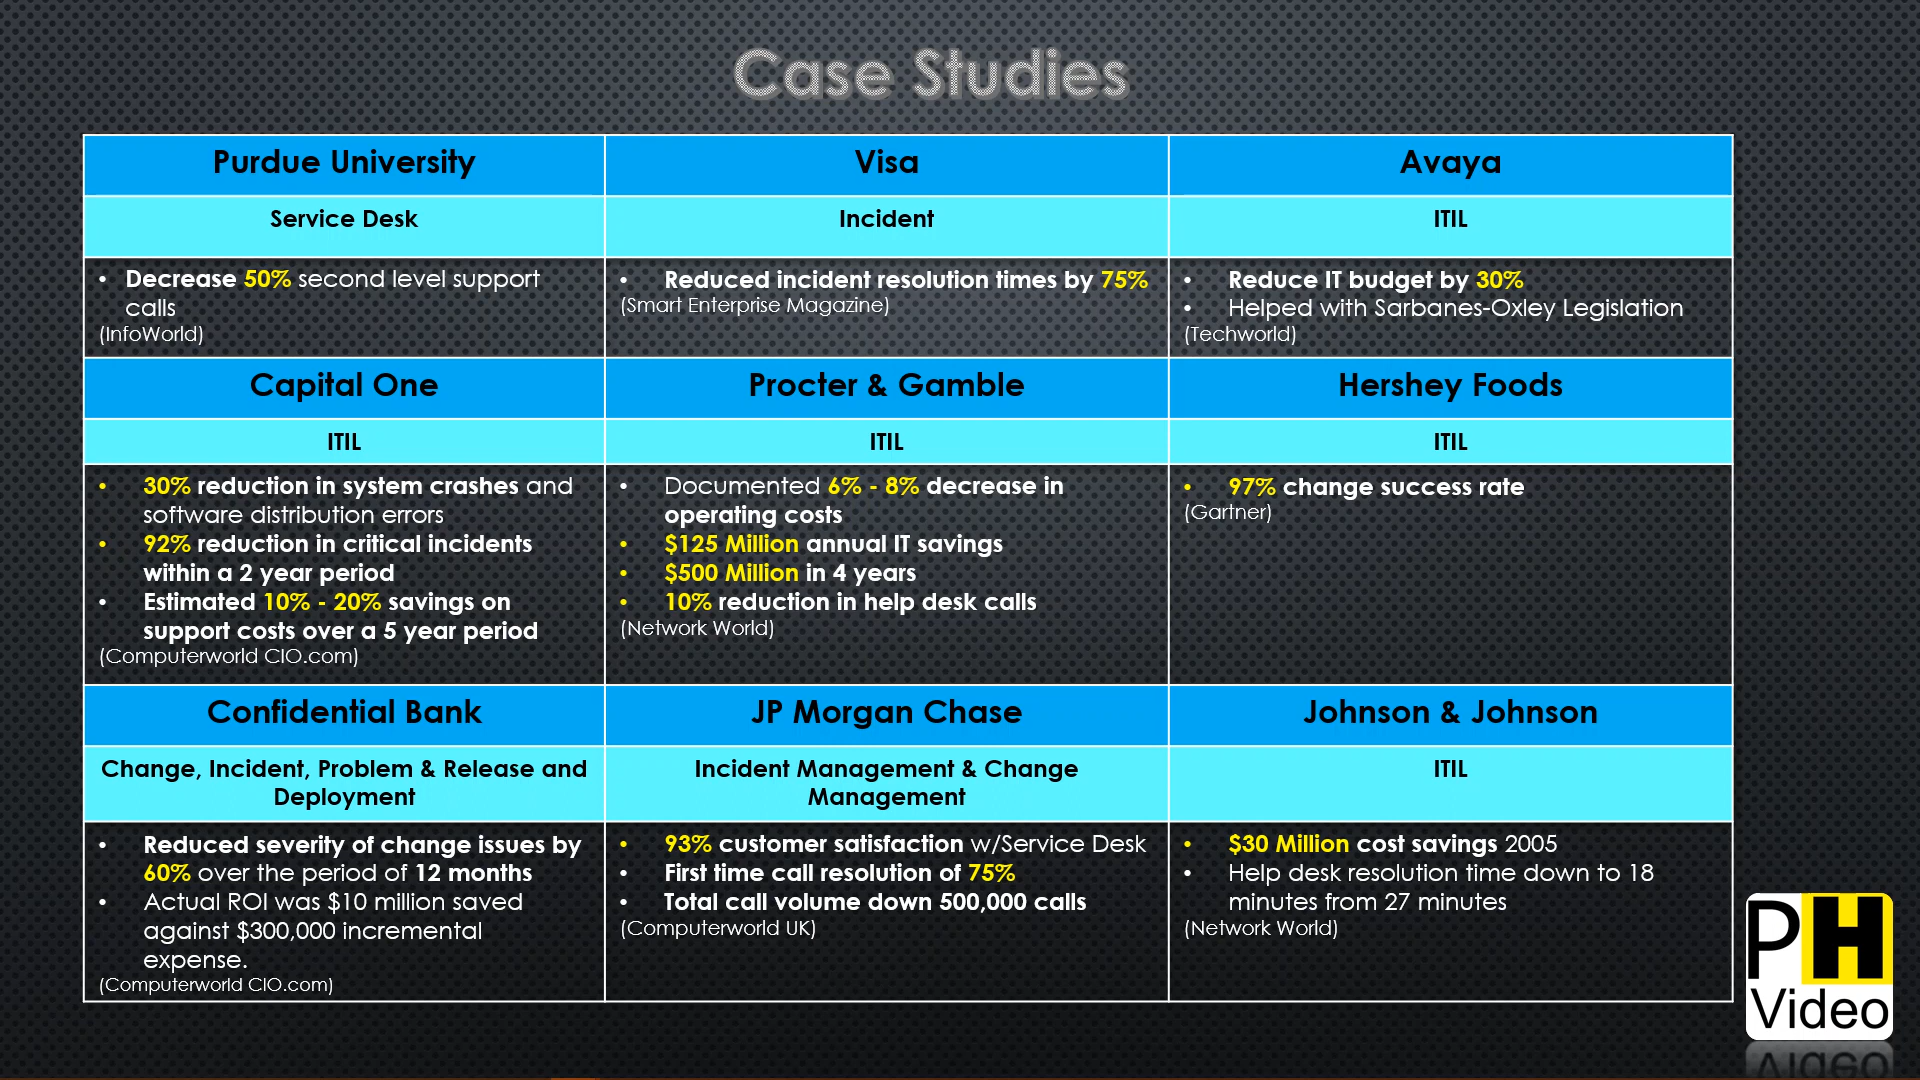 Case Studies
Purdue University
Visa
Avaya
Service Desk
Incident
ITIL
• Decrease 50% second level support
calls
(InfoWorld)
• Reduced incident resolution times by 75%
(Smart Enterprise Magazine)
• Reduce IT budget by 30%
• Helped with Sarbanes-Oxley Legislation
(Techworld)
Capital One
Procter & Gamble
Hershey Foods
ITIL
ITIL
ITIL
• 30% reduction in system crashes and
software distribution errors
• 92% reduction in critical incidents
within a 2 year period
• Estimated 10% - 20% savings on
support costs over a 5 year period
(Computerworld CIO.com)
• Documented 6% - 8% decrease in
operating costs
• $125 Million annual IT savings
• $500 Million in 4 years
• 10% reduction in help desk calls
(Network World)
• 97% change success rate
(Gartner)
Confidential Bank
JP Morgan Chase
Johnson & Johnson
Change, Incident, Problem & Release and
Deployment
Incident Management & Change
Management
ITIL
• Reduced severity of change issues by
60% over the period of 12 months
• Actual ROI was $10 million saved
against $300,000 incremental
expense.
(Computerworld CIO.com)
• 93% customer satisfaction w/Service Desk
• First time call resolution of 75%
• Total call volume down 500,000 calls
(Computerworld UK)
• $30 Million cost savings 2005
• Help desk resolution time down to 18
minutes from 27 minutes
(Network World)
PH
Video